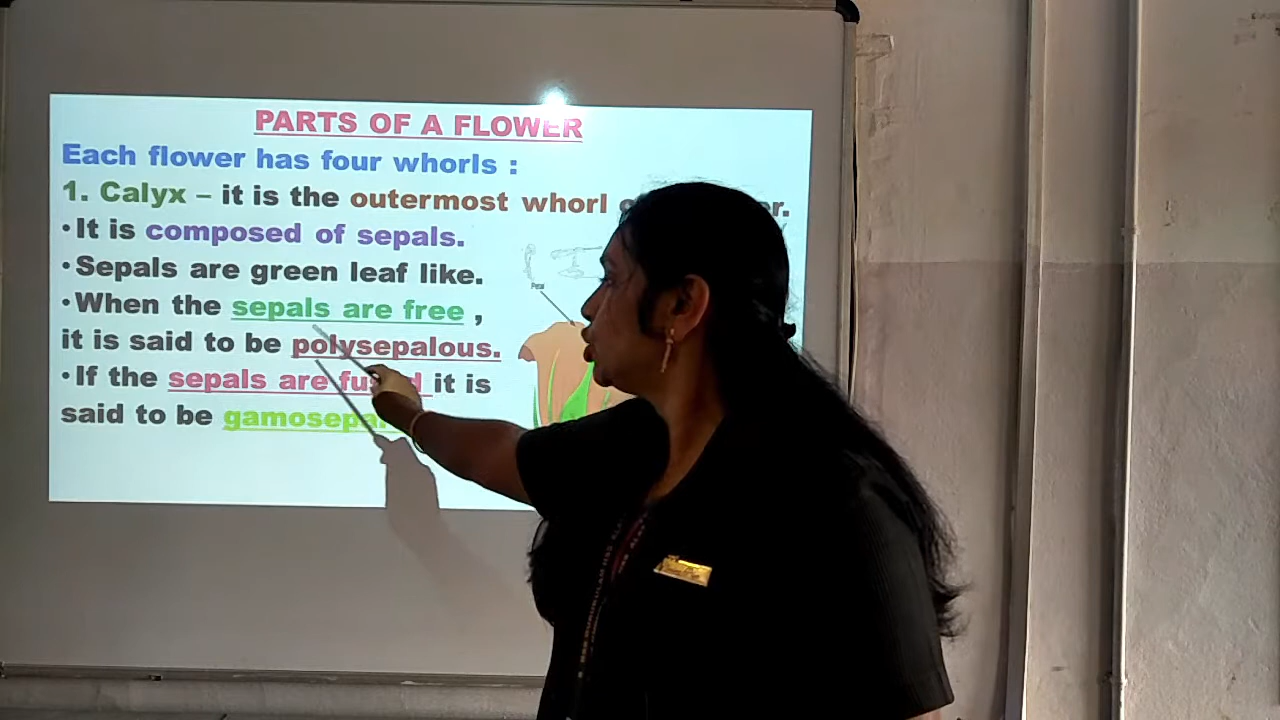 PARTS OF A FLOWER
Each flower has four whorls :
1. Calyx – it is the outermost whorl
•It is composed of sepals.
•Sepals are green leaf like.
•When the sepals are free ,
it is said to be polysepalous.
•If the sepals are it is
said to be